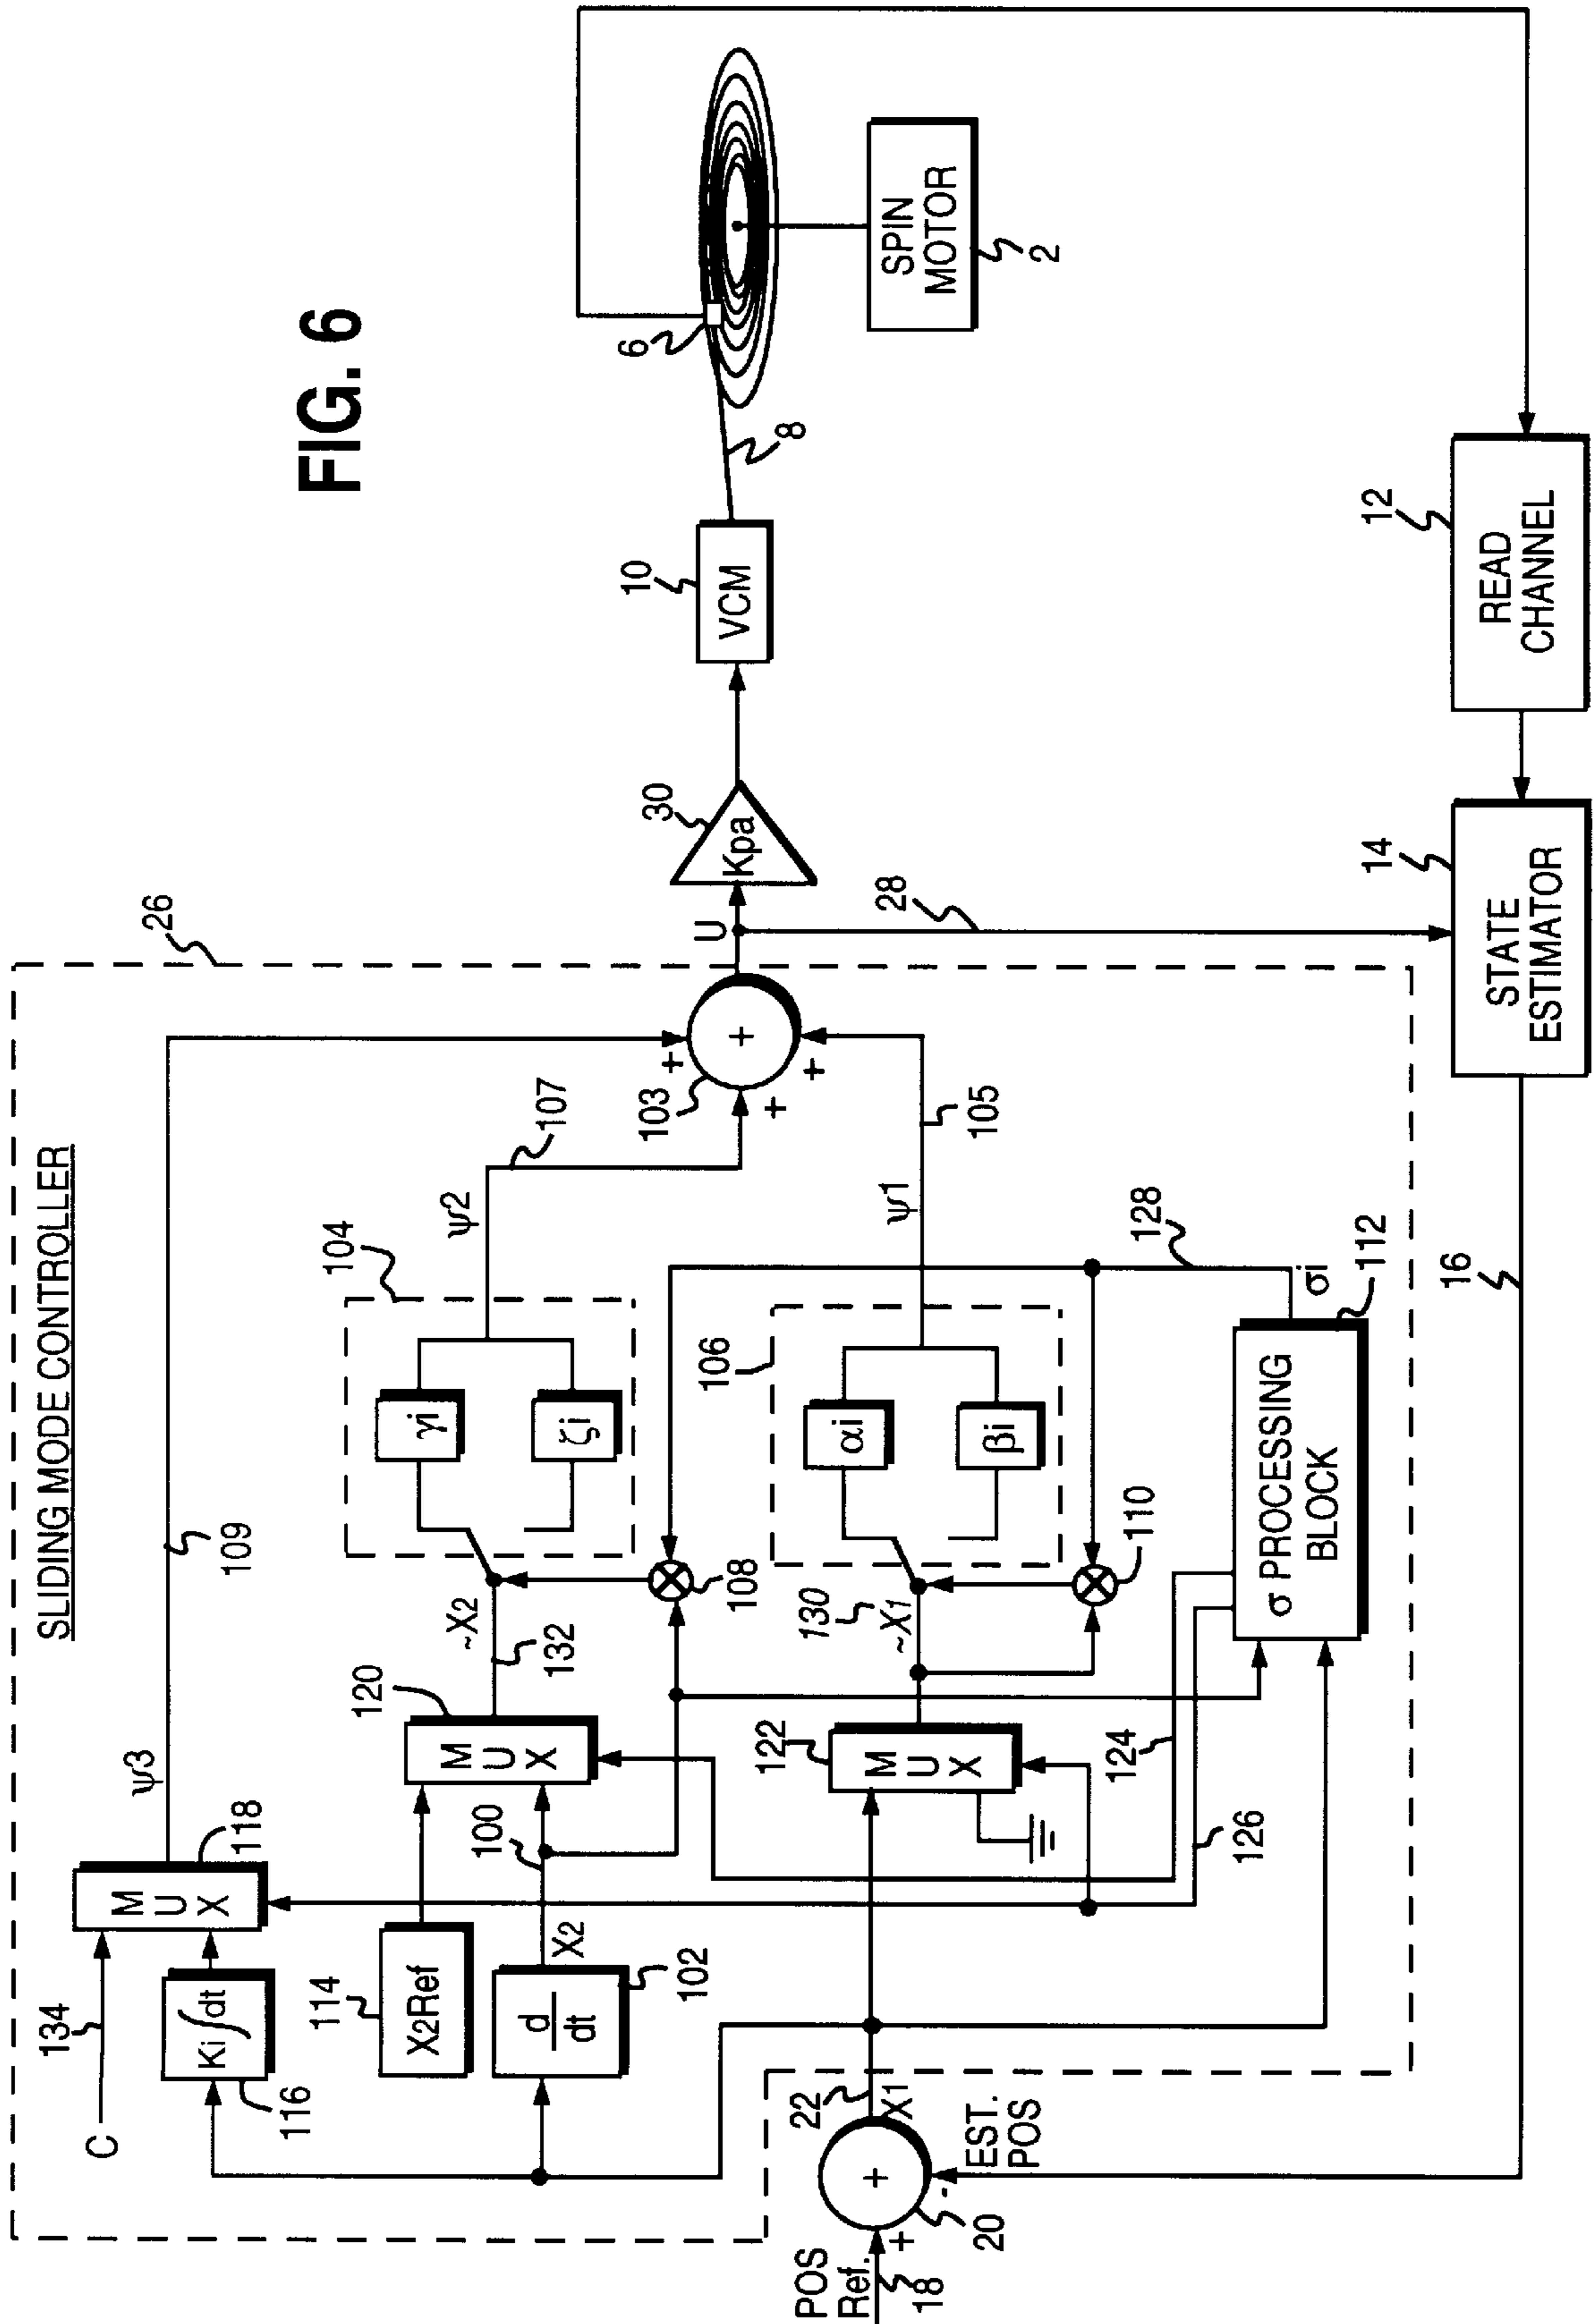 FIG. 6
SLIDING MODE CONTROLLER
26
134
C
Ki ∫dt
116
MUX
118
ψ3
109
114
X2Ref
d
dt
102
X2
100
MUX
120
~X2
132
104
γi
ζi
ψ2
107
108
103
+
+
+
+
U
28
30
Kpa
10
VCM
8
6
SPIN
MOTOR
2
POS
Ref.
18
+
+
-
20
EST.
POS
22
X1
MUX
122
130
~X1
106
αi
βi
ψ1
105
110
124
126
128
σi
σ PROCESSING
BLOCK
112
16
STATE
ESTIMATOR
14
READ
CHANNEL
12